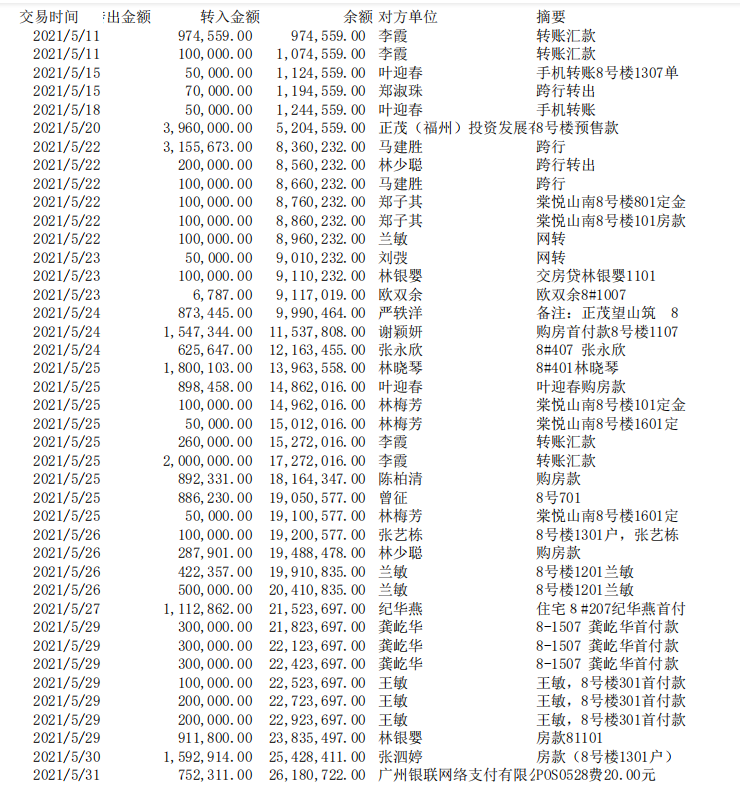 交易时间 出金额 转入金额 余额 对方单位 摘要
2021/5/11 974,559.00 974,559.00 李霞 转账汇款
2021/5/11 100,000.00 1,074,559.00 李霞 转账汇款
2021/5/15 50,000.00 1,124,559.00 叶迎春 手机转账8号楼1307单
2021/5/15 70,000.00 1,194,559.00 郑淑珠 跨行转出
2021/5/18 50,000.00 1,244,559.00 叶迎春 手机转账
2021/5/20 3,960,000.00 5,204,559.00 正茂（福州）投资发展有8号楼预售款
2021/5/22 3,155,673.00 8,360,232.00 马建胜 跨行
2021/5/22 200,000.00 8,560,232.00 林少聪 跨行转出
2021/5/22 100,000.00 8,660,232.00 马建胜 跨行
2021/5/22 100,000.00 8,760,232.00 郑子其 棠悦山南8号楼801定金
2021/5/22 100,000.00 8,860,232.00 郑子其 棠悦山南8号楼101房款
2021/5/22 100,000.00 8,960,232.00 兰敏 网转
2021/5/23 50,000.00 9,010,232.00 刘弢 网转
2021/5/23 100,000.00 9,110,232.00 林银婴 交房贷林银婴1101
2021/5/23 6,787.00 9,117,019.00 欧双余 欧双余8#1007
2021/5/24 873,445.00 9,990,464.00 严轶洋 备注：正茂望山筑 8
2021/5/24 1,547,344.00 11,537,808.00 谢颖妍 购房首付款8号楼1107
2021/5/24 625,647.00 12,163,455.00 张永欣 8#407 张永欣
2021/5/25 1,800,103.00 13,963,558.00 林晓琴 8#401林晓琴
2021/5/25 898,458.00 14,862,016.00 叶迎春 叶迎春购房款
2021/5/25 100,000.00 14,962,016.00 林梅芳 棠悦山南8号楼101定金
2021/5/25 50,000.00 15,012,016.00 林梅芳 棠悦山南8号楼1601定
2021/5/25 260,000.00 15,272,016.00 李霞 转账汇款
2021/5/25 2,000,000.00 17,272,016.00 李霞 转账汇款
2021/5/25 892,331.00 18,164,347.00 陈柏清 购房款
2021/5/25 886,230.00 19,050,577.00 曾征 8号701
2021/5/25 50,000.00 19,100,577.00 林梅芳 棠悦山南8号楼1601定
2021/5/26 100,000.00 19,200,577.00 张艺栋 8号楼1301户，张艺栋
2021/5/26 287,901.00 19,488,478.00 林少聪 购房款
2021/5/26 422,357.00 19,910,835.00 兰敏 8号楼1201兰敏
2021/5/26 500,000.00 20,410,835.00 兰敏 8号楼1201兰敏
2021/5/27 1,112,862.00 21,523,697.00 纪华燕 住宅８#207纪华燕首付
2021/5/29 300,000.00 21,823,697.00 龚屹华 8-1507 龚屹华首付款
2021/5/29 300,000.00 22,123,697.00 龚屹华 8-1507 龚屹华首付款
2021/5/29 300,000.00 22,423,697.00 龚屹华 8-1507 龚屹华首付款
2021/5/29 100,000.00 22,523,697.00 王敏 王敏，8号楼301首付款
2021/5/29 200,000.00 22,723,697.00 王敏 王敏，8号楼301首付款
2021/5/29 200,000.00 22,923,697.00 王敏 王敏，8号楼301首付款
2021/5/29 911,800.00 23,835,497.00 林银婴 房款81101
2021/5/30 1,592,914.00 25,428,411.00 张泗婷 房款（8号楼1301户）
2021/5/31 752,311.00 26,180,722.00 广州银联网络支付有限公POS0528费20.00元